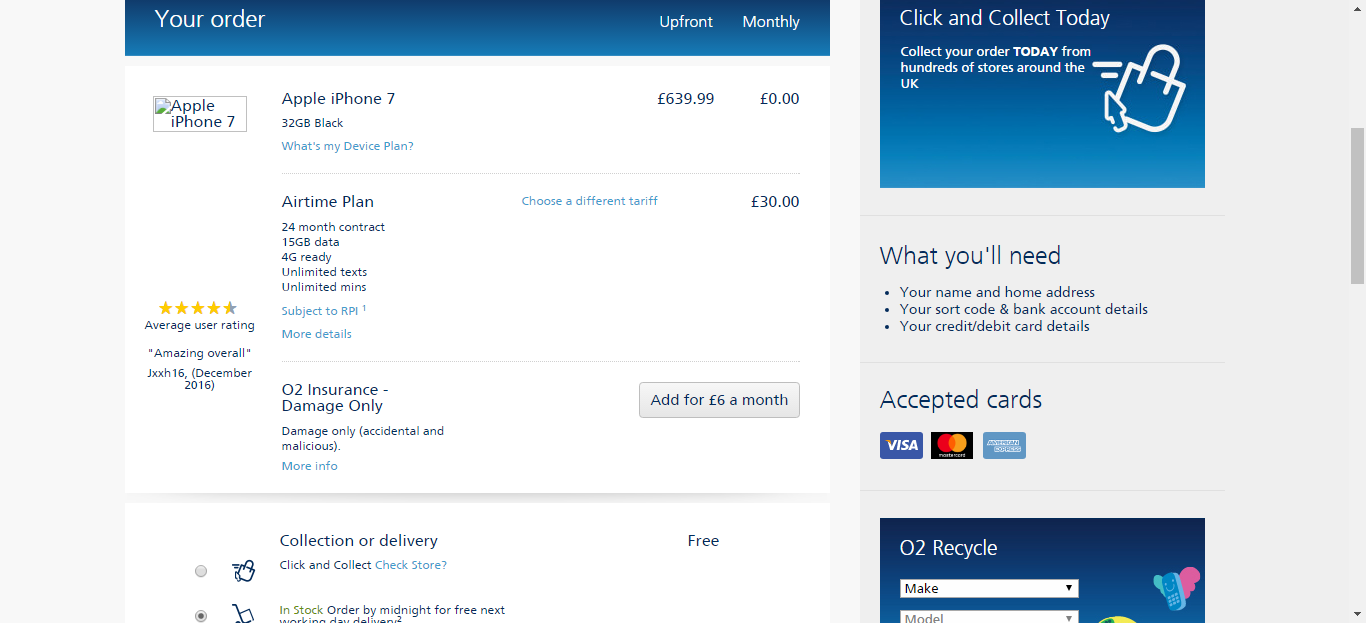 Your order
Upfront
Monthly
Apple
iPhone 7
Apple iPhone 7
£639.99
£0.00
32GB Black
What's my Device Plan?
Airtime Plan
Choose a different tariff
£30.00
24 month contract
15GB data
4G ready
Unlimited texts
Unlimited mins
Subject to RPI 1
More details
Average user rating
"Amazing overall"
Jxxh16, (December
2016)
O2 Insurance -
Damage Only
Add for £6 a month
Damage only (accidental and
malicious).
More info
Collection or delivery
Free
Click and Collect Check Store?
In Stock Order by midnight for free next
working day delivery2
Click and Collect Today
Collect your order TODAY from
hundreds of stores around the
UK
What you'll need
• Your name and home address
• Your sort code & bank account details
• Your credit/debit card details
Accepted cards
VISA
mastercard
AMERICAN
EXPRESS
O2 Recycle
Make
Model